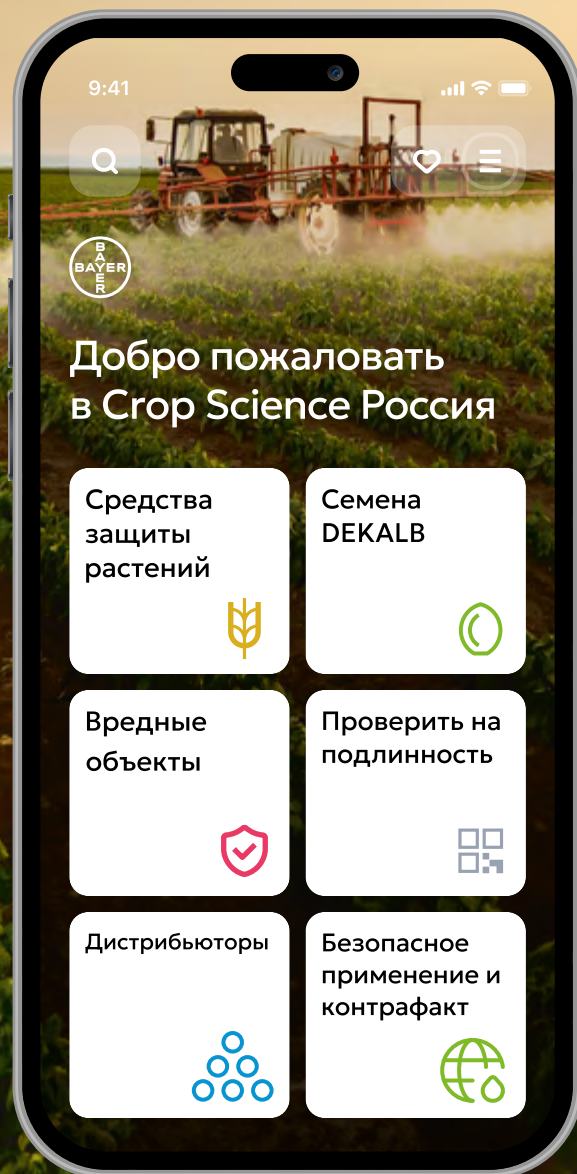 9:41
BAYER
BAYER
Добро пожаловать
в Crop Science Россия
Средства
защиты
растений
Семена
DEKALB
Вредные
объекты
Проверить на
подлинность
Дистрибьюторы
Безопасное
применение и
контрафакт